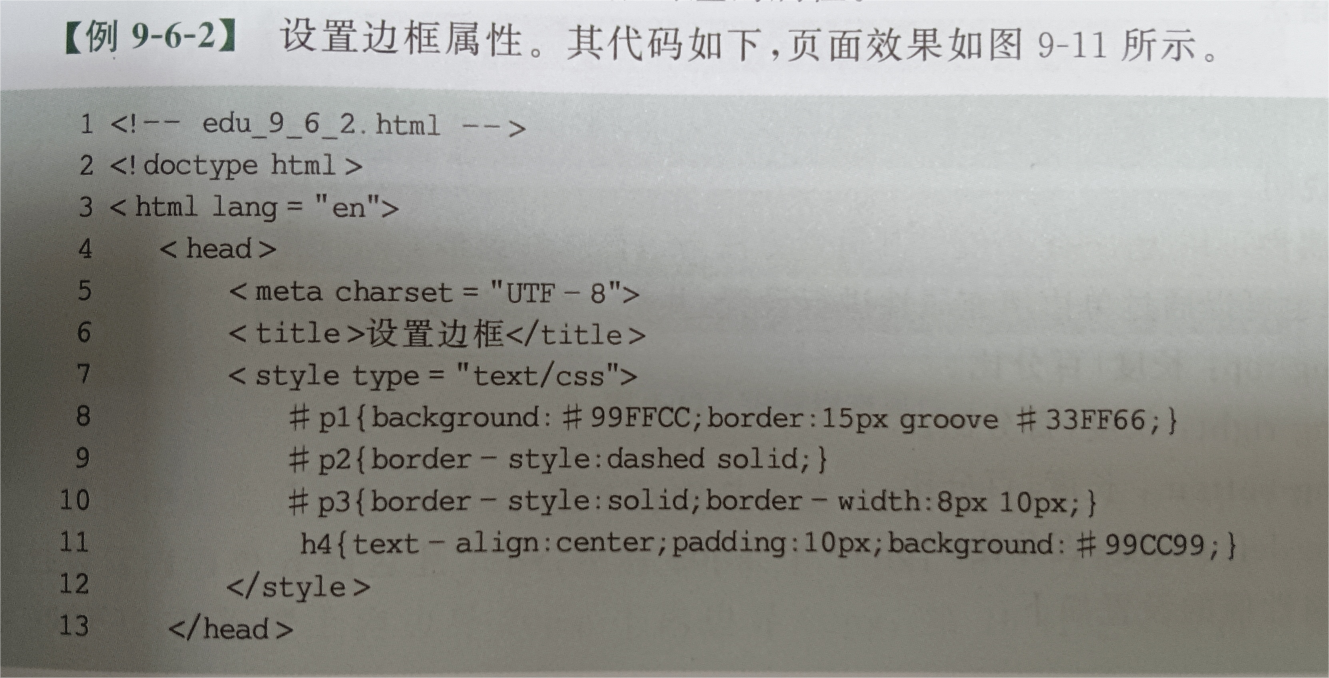 【例 9-6-2】 设置边框属性。其代码如下,页面效果如图 9-11 所示。
1 <!-- edu_9_6_2.html -->
2 <!doctype html>
3 <html lang="en">
4 <head>
5 <meta charset="UTF-8">
6 <title>设置边框</title>
7 <style type="text/css">
8 #p1{background:#99FFCC;border:15px groove #33FF66;}
9 #p2{border-style:dashed solid;}
10 #p3{border-style:solid;border-width:8px 10px;}
11 h4{text-align:center;padding:10px;background:#99CC99;}
12 </style>
13 </head>